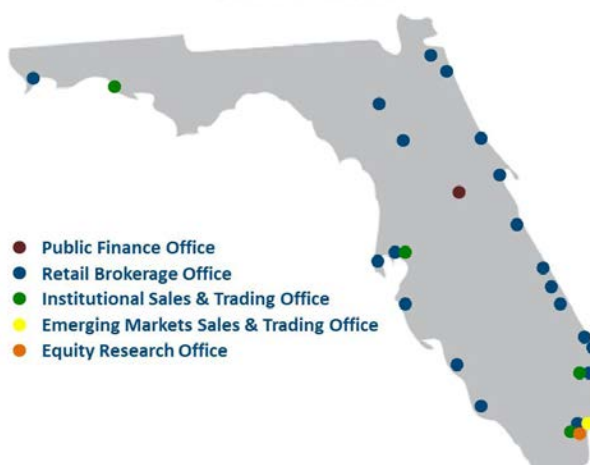 Public Finance Office
Retail Brokerage Office
Institutional Sales & Trading Office
Emerging Markets Sales & Trading Office
Equity Research Office